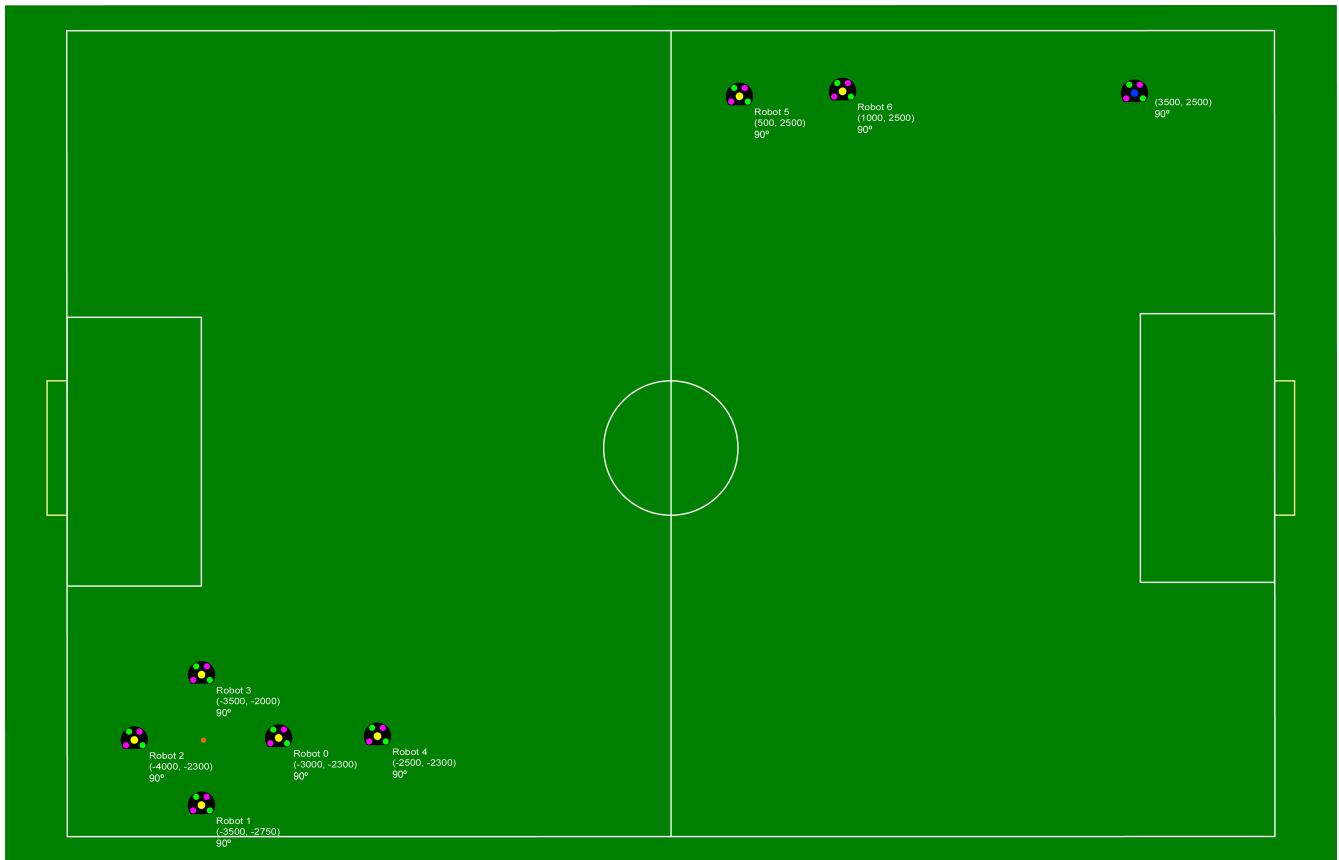 Robot 5
(500, 2500)
90º
Robot 6
(1000, 2500)
90º
(3500, 2500)
90º
Robot 3
(-3500, -2000)
90º
Robot 2
(-4000, -2300)
90º
Robot 0
(-3000, -2300)
90º
Robot 4
(-2500, -2300)
90º
Robot 1
(-3500, -2750)
90º